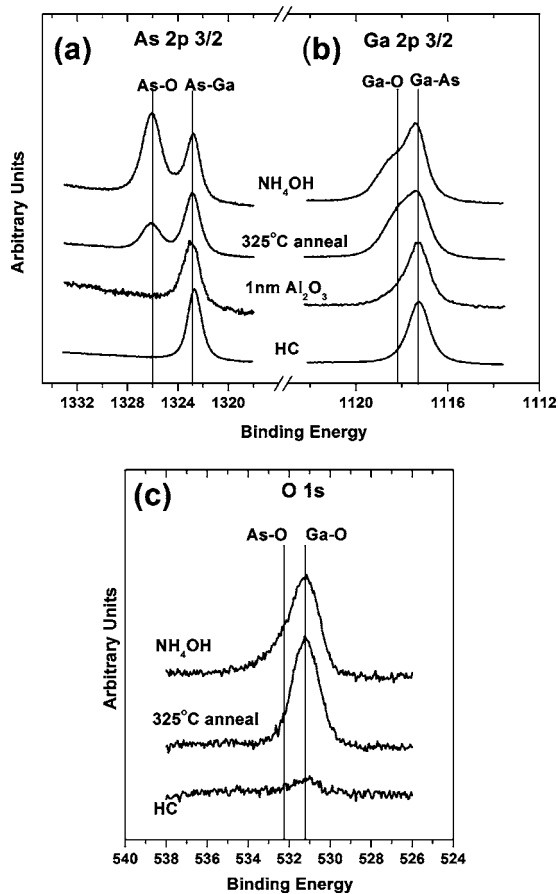 As 2p 3/2 Ga 2p 3/2
(a) (b)
As-O As-Ga Ga-O Ga-As
Arbitrary Units
NH4OH
325°C anneal
1nm Al2O3
HC
1332 1328 1324 1320 1120 1116 1112
Binding Energy
(c) O 1s
As-O Ga-O
Arbitrary Units
NH4OH
325°C anneal
HC
540 538 536 534 532 530 528 526 524
Binding Energy